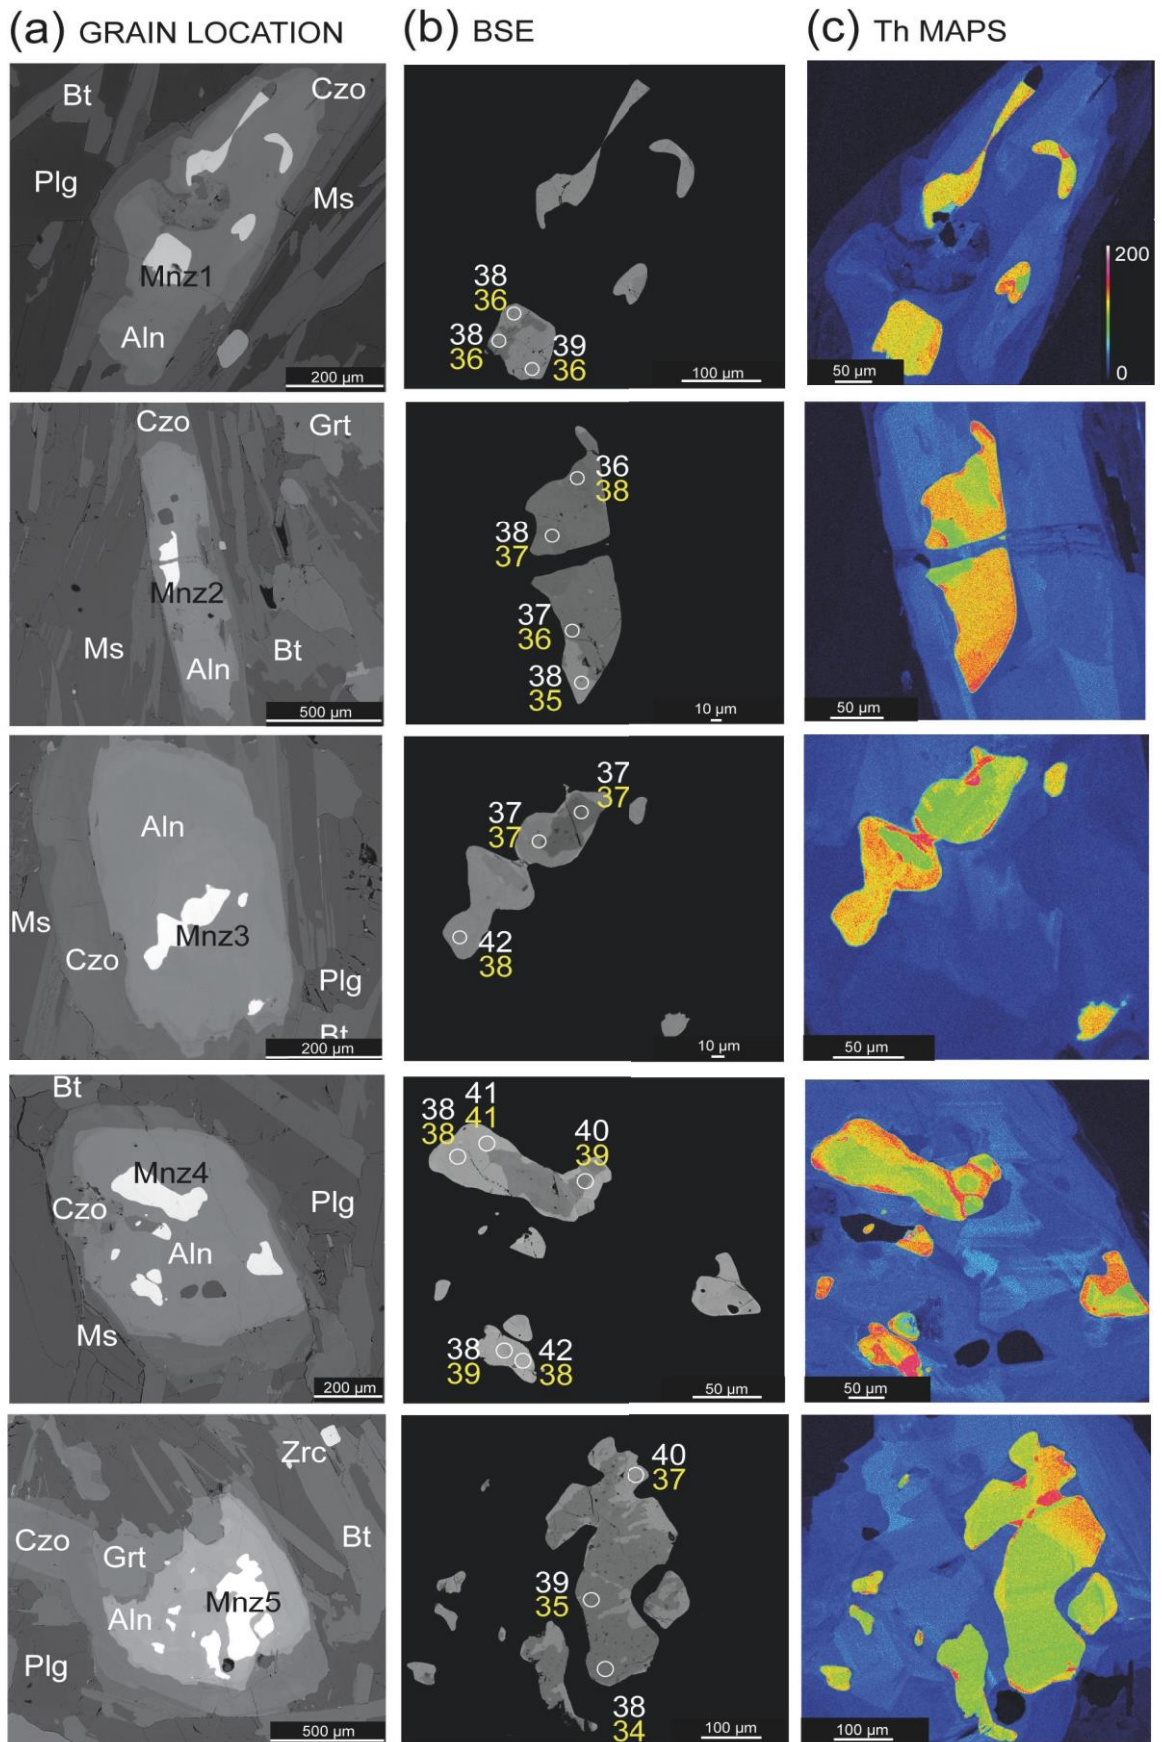 (a) GRAIN LOCATION
(b) BSE
(c) Th MAPS
Bt
Czo
Plg
Ms
Mnz1
Aln
200 µm
38
36
38
36
39
36
100 µm
200
0
50 µm
Czo
Grt
Mnz2
Ms
Bt
Aln
500 µm
36
38
38
37
37
36
38
35
10 µm
50 µm
Aln
Ms
Mnz3
Czo
Plg
Bt
200 µm
37
37
37
37
42
38
10 µm
50 µm
Bt
Mnz4
Czo
Plg
Aln
Ms
200 µm
38
38
41
41
40
39
38
39
42
38
50 µm
50 µm
Zrc
Czo
Bt
Grt
Mnz5
Aln
Plg
500 µm
40
37
39
35
38
34
100 µm
100 µm